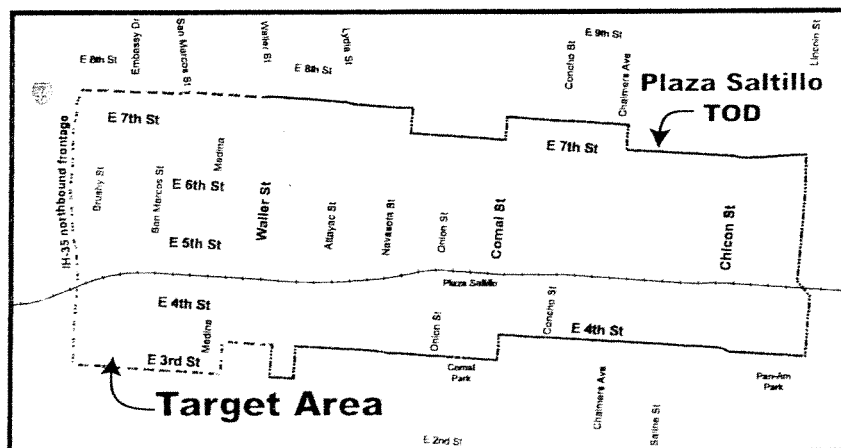 E 8th St
Embassy Dr
San Marcos St
Waller St
E 8th St
Lydia St
Concho St
E 9th St
Chalmers Ave
Lincoln St
Plaza Saltillo
TOD
IH-35 northbound frontage
E 7th St
E 7th St
Brushy St
San Marcos St
Medina
E 6th St
Waller St
E 5th St
Attayac St
Navasota St
Onion St
Comal St
Chicon St
Plaza Saltillo
E 4th St
Medina
E 3rd St
Onion St
Concho St
E 4th St
Comal
Park
Chalmers Ave
Pan-Am
Park
Target Area
E 2nd St
Salina St